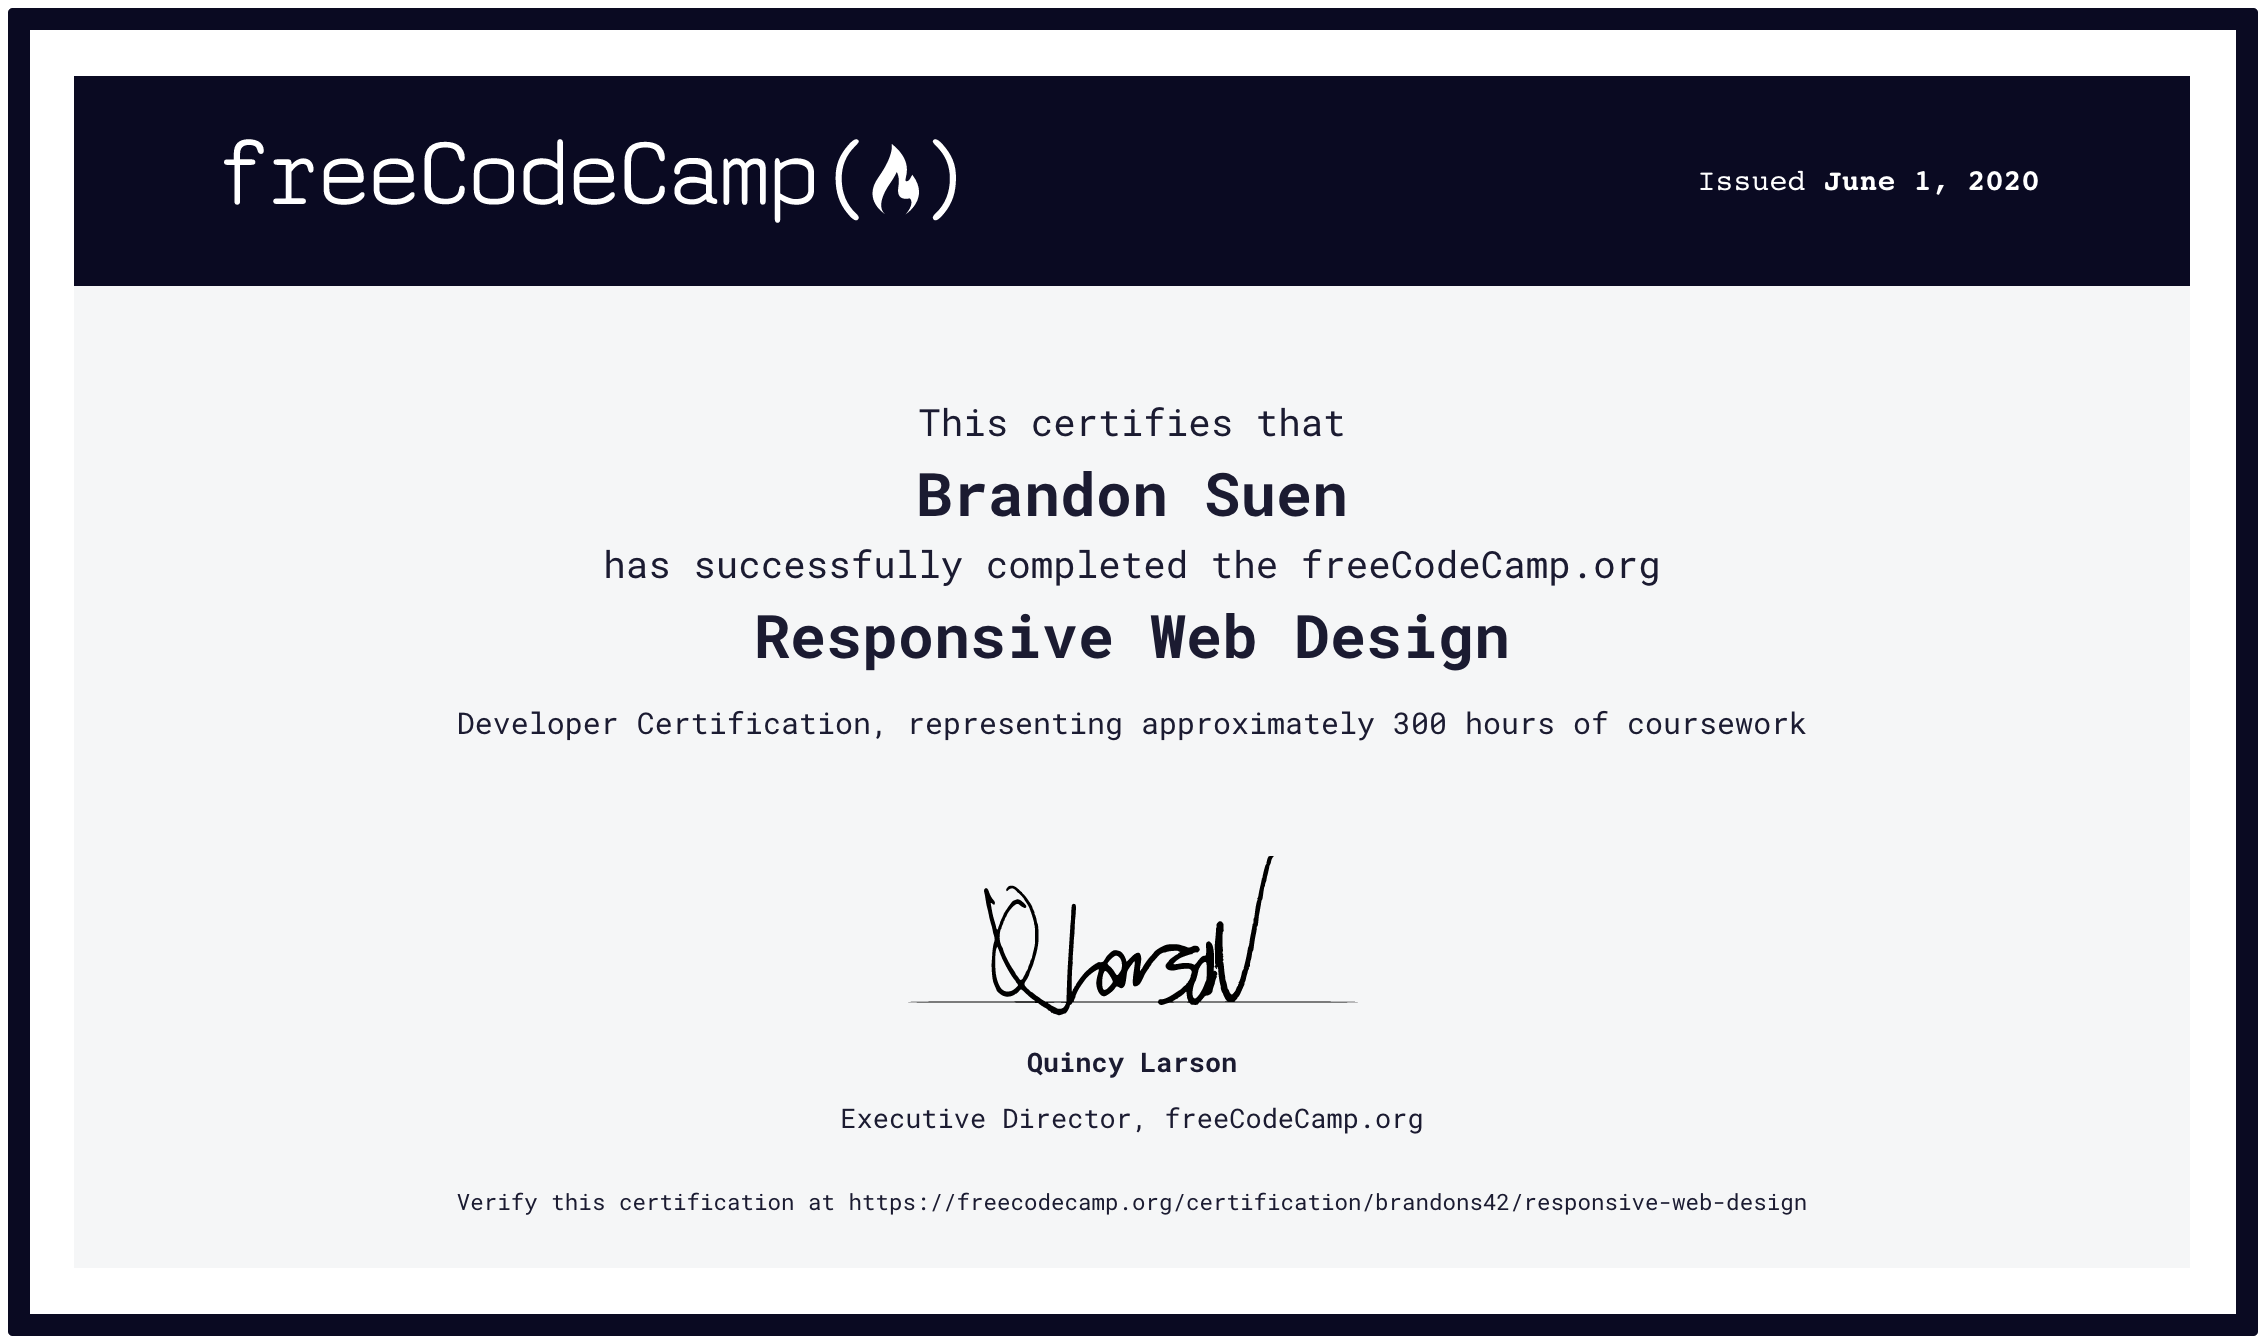 freeCodeCamp()
Issued June 1, 2020
This certifies that
Brandon Suen
has successfully completed the freeCodeCamp.org
Responsive Web Design
Developer Certification, representing approximately 300 hours of coursework
Q Larson
Quincy Larson
Executive Director, freeCodeCamp.org
Verify this certification at https://freecodecamp.org/certification/brandons42/responsive-web-design